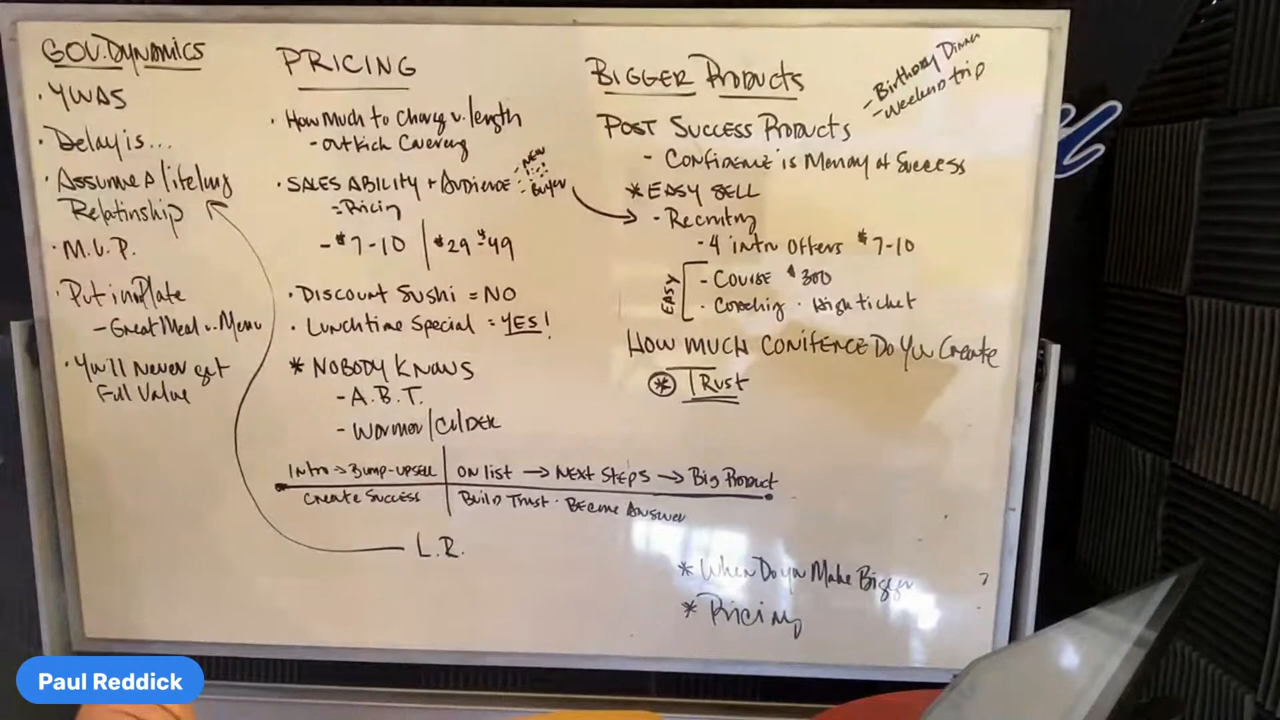 GOV. DYNAMICS
· YWAS
· Delay is...
· Assume A lifelong
Relatinship
· M.V.P.
· Put in Plate
- Great Meal v. Menu
· You'll Never get
Full Value
PRICING
· How Much to Charge v. length
- Outkick Coverage
· SALES ABILITY + AUDIENCE
- NEW
- Buyer
= Pricing
- $7-10 | $29 $49
· Discount Sushi = NO
· Lunchtime Special = YES!
* NOBODY KNOWS
- A.B.T.
- Warmer/Colder
Intro -> Bump-UPSELL | ON list -> NEXT STEPS -> Big Product
Create Success | Build Trust · Become Answer
L.R.
BIGGER PRODUCTS
- Birthday Dinner
- Weekend trip
POST SUCCESS PRODUCTS
- CONFIDENCE is Memory of Success
* EASY SELL
- Recruiting
- 4 intro Offers $7-10
EASY
- COURSE $300
· Coaching · High ticket
HOW MUCH CONIFENCE DO YOU Create
* TRust
* When Do you Make Bigger
?
* Pricing
Paul Reddick